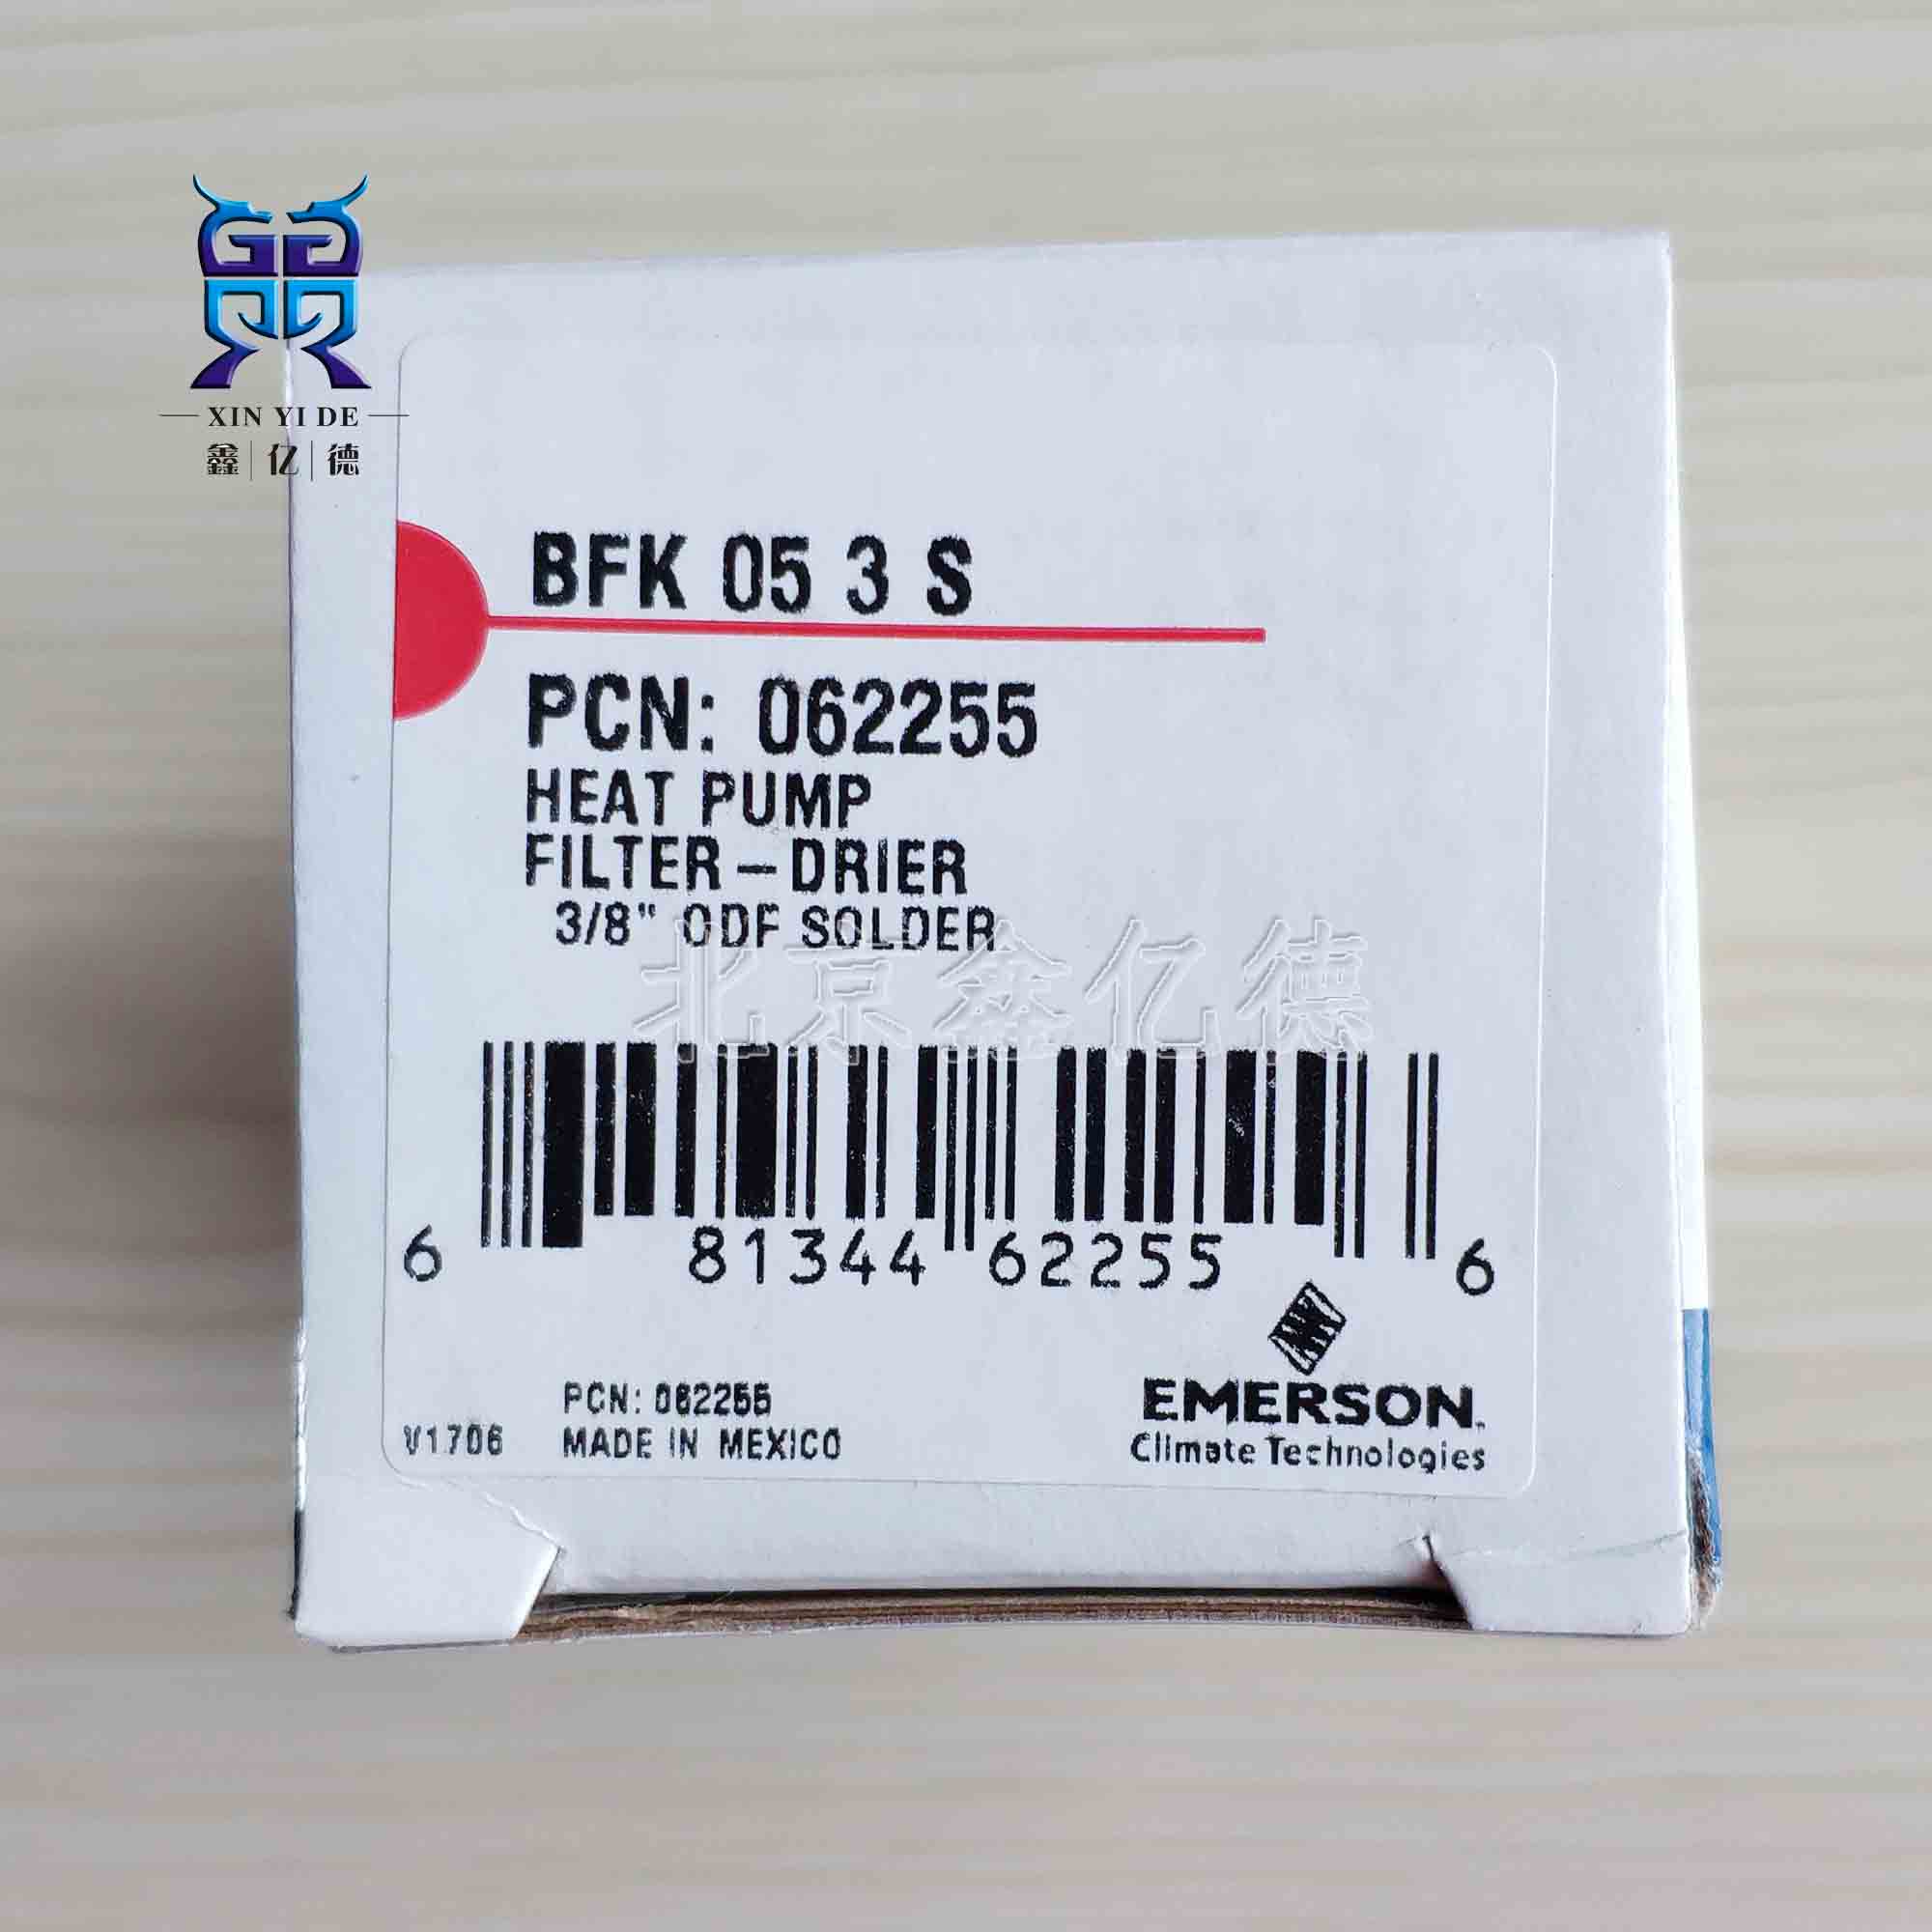 XIN YI DE
鑫亿德
BFK 05 3 S
PCN: 062255
HEAT PUMP
FILTER-DRIER
3/8" ODF SOLDER
北京鑫亿德
6 81344 62255 6
EMERSON
Climate Technologies
PCN: 062255
V1706 MADE IN MEXICO